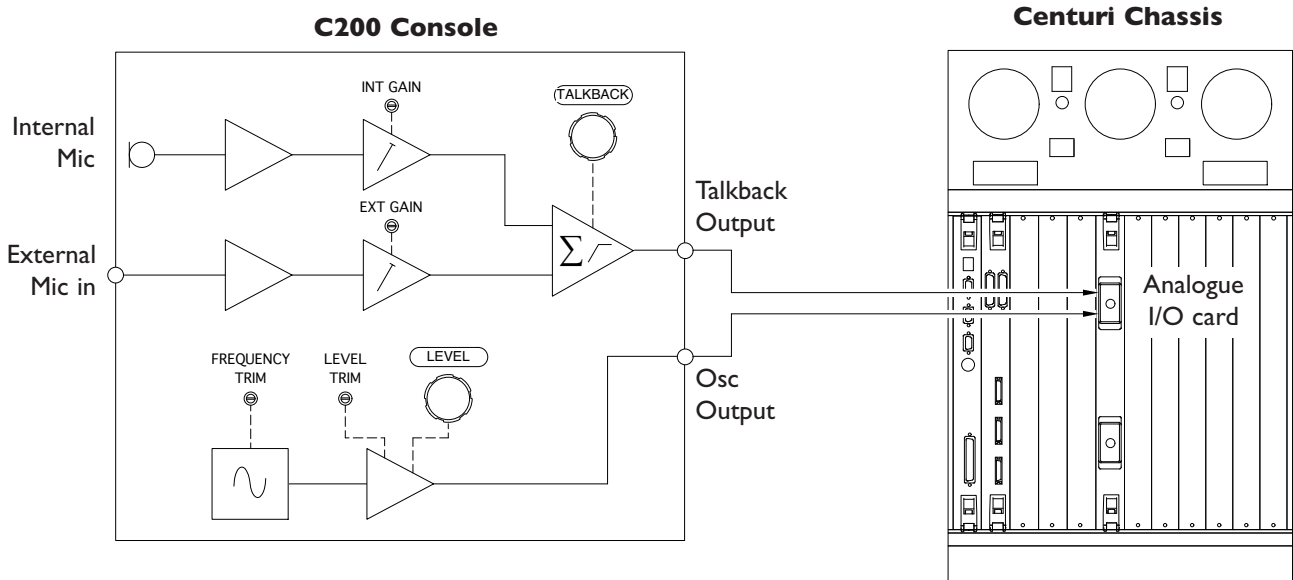 C200 Console
Centuri Chassis
INT GAIN
TALKBACK
Internal
Mic
Talkback
Output
EXT GAIN
Σ
External
Mic in
Analogue
I/O card
FREQUENCY
TRIM
LEVEL
TRIM
LEVEL
Osc
Output